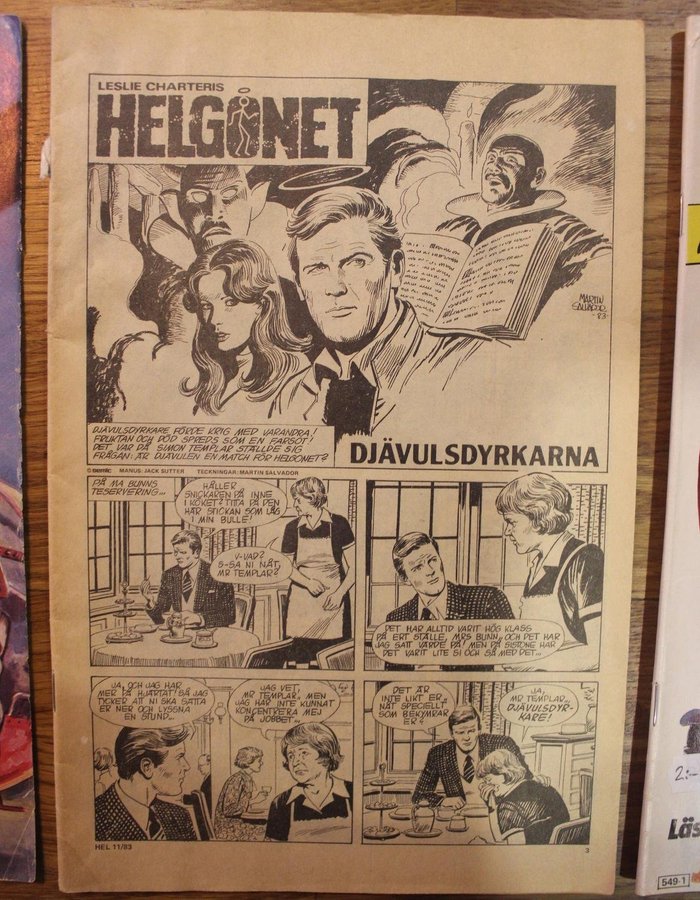 LESLIE CHARTERIS
HELGONET
MARTIN
SALVADOR
-83-
DJÄVULSDYRKARE FÖRDE KRIG MED VARANDRA!
FRUKTAN OCH DÖD SPREDS SOM EN FARSOT!
DET VAR DÅ SIMON TEMPLAR STÄLLDE SIG
FRÅGAN: ÄR DJÄVULEN EN MATCH FÖR HELGONET?
DJÄVULSDYRKARNA
© semic MANUS: JACK SUTTER TECKNINGAR: MARTIN SALVADOR
PÅ MA BUNNS
TESERVERING...
HÅLLER
SNICKAREN PÅ INNE
I KÖKET? TITTA PÅ DEN
HÄR STICKAN SOM LÅG
I MIN BULLE!
V-VAD?
S-SA NI NÅT,
MR TEMPLAR?
DET HAR ALLTID VARIT HÖG KLASS
PÅ ERT STÄLLE, MRS BUNN, OCH DET HAR
JAG SATT VÄRDE PÅ! MEN PÅ SISTONE HAR
DET VARIT LITE SI OCH SÅ MED DET...
JA, OCH JAG HAR
MER PÅ HJÄRTAT! SÅ JAG
TYCKER ATT NI SKA SÄTTA
ER NER OCH LYSSNA
EN STUND...
JAG VET,
MR TEMPLAR, MEN
JAG HAR INTE KUNNAT
KONCENTRERA MEJ
PÅ JOBBET...
DET ÄR
INTE LIKT ER,
NÅT SPECIELLT
SOM BEKYMRAR
ER?
JA,
MR TEMPLAR...
DJÄVULSDYR-
KARE!
HEL 11/83
3
2:-
Läs
549-1